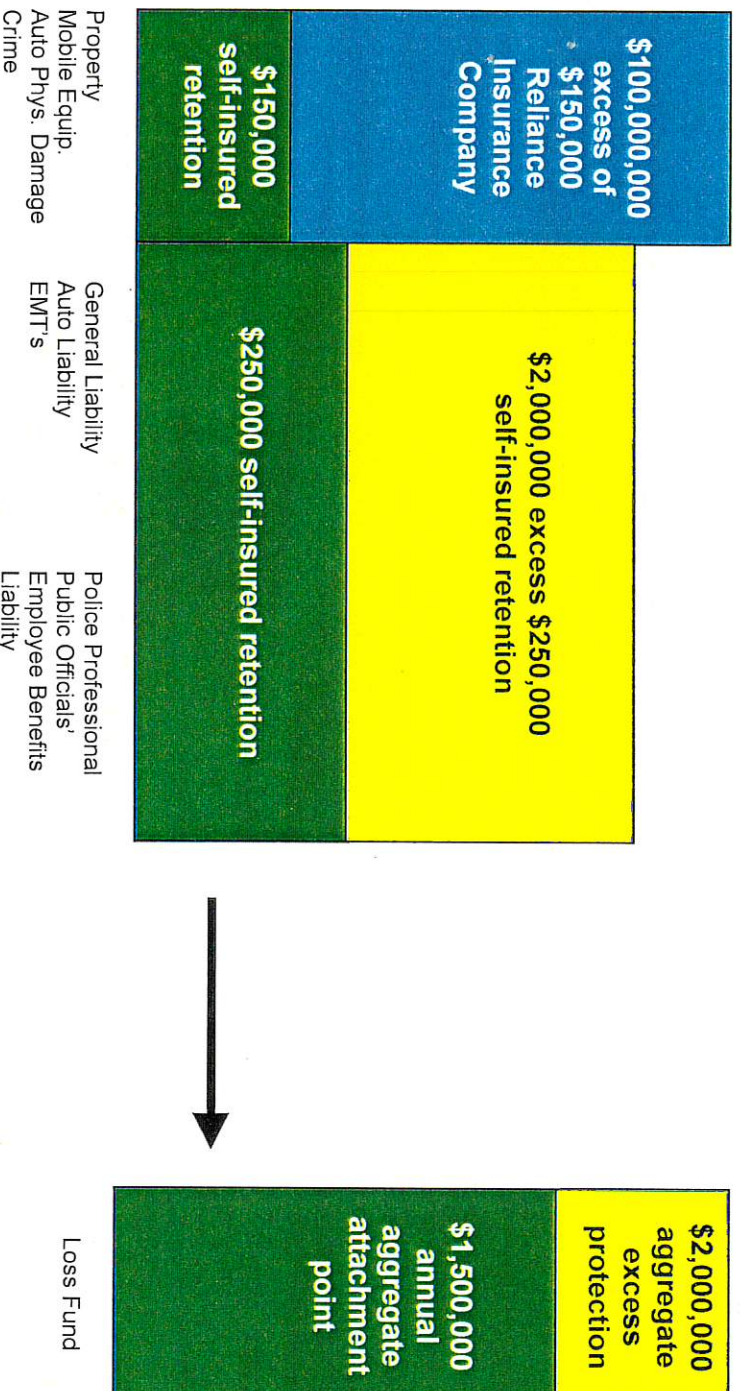 $100,000,000
excess of
$150,000
Reliance
Insurance
Company
$150,000
self-insured
retention
$2,000,000 excess $250,000
self-insured retention
$250,000 self-insured retention
Property
Mobile Equip.
Auto Phys. Damage
Crime
General Liability
Auto Liability
EMT's
Police Professional
Public Officials'
Employee Benefits
Liability
$2,000,000
aggregate
excess
protection
$1,500,000
annual
aggregate
attachment
point
Loss Fund